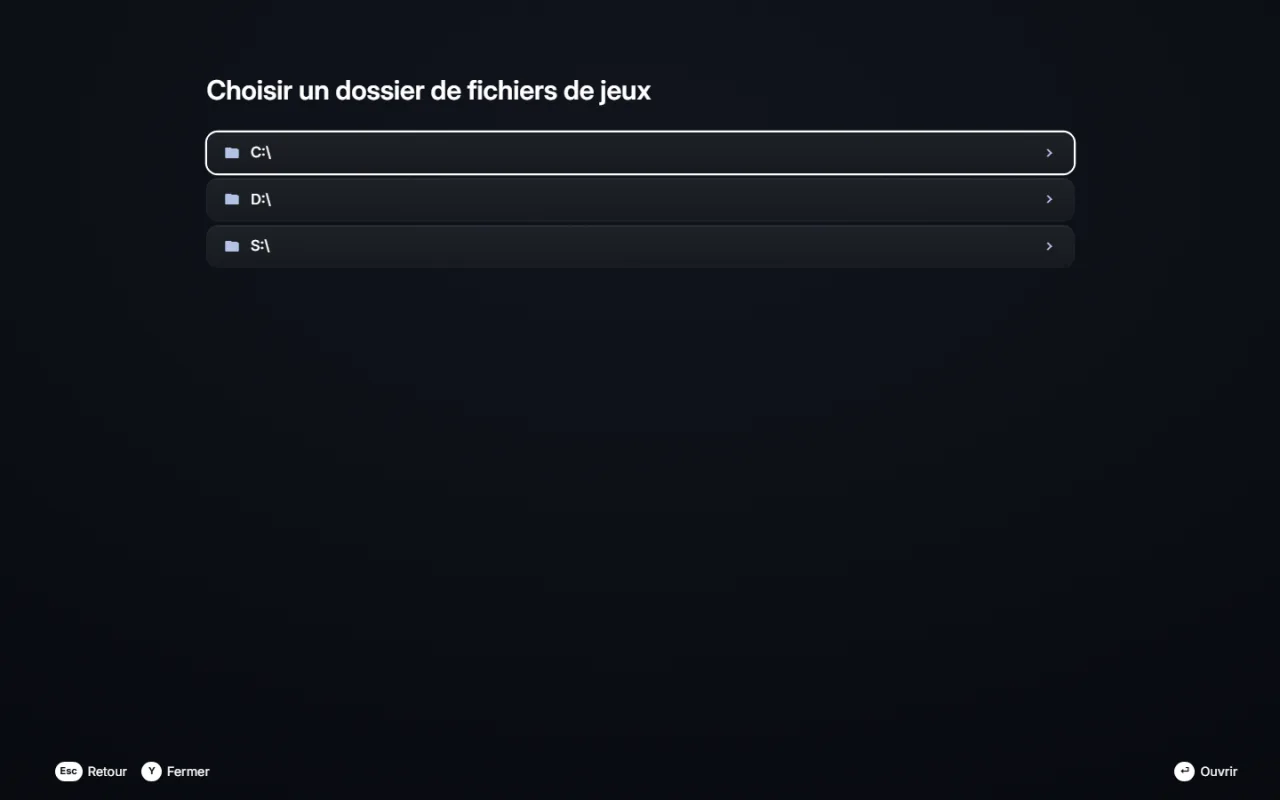 Choisir un dossier de fichiers de jeux
C:\
D:\
S:\
Esc Retour Y Fermer
Ouvrir